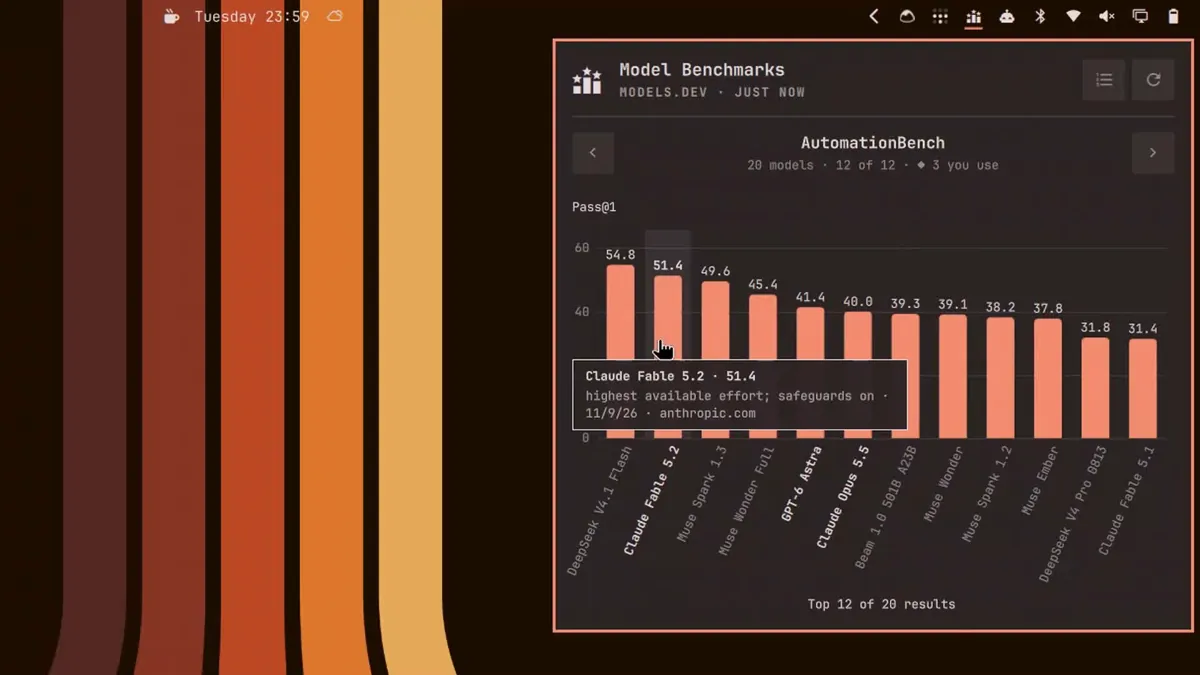 Tuesday 23:59
Model Benchmarks
MODELS.DEV · JUST NOW
AutomationBench
20 models · 12 of 12 · ◆ 3 you use
Pass@1
60
40
0
54.8
51.4
49.6
45.4
41.4
40.0
39.3
39.1
38.2
37.8
31.8
31.4
Claude Fable 5.2 · 51.4
highest available effort; safeguards on ·
11/9/26 · anthropic.com
DeepSeek V4.1 Flash
Claude Fable 5.2
Muse Spark 1.3
Muse Wonder Full
GPT-6 Astra
Claude Opus 5.5
Beam 1.0 501B A23B
Muse Wonder
Muse Spark 1.2
Muse Ember
DeepSeek V4 Pro 0813
Claude Fable 5.1
Top 12 of 20 results